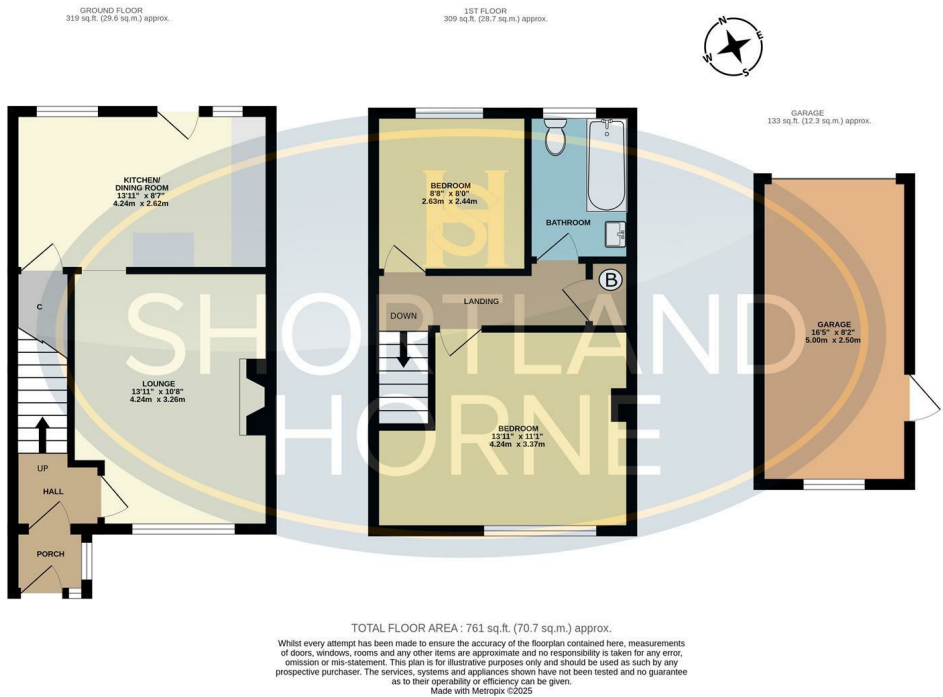 GROUND FLOOR
319 sq.ft. (29.6 sq.m.) approx.
1ST FLOOR
309 sq.ft. (28.7 sq.m.) approx.
N
E
W
S
GARAGE
133 sq.ft. (12.3 sq.m.) approx.
KITCHEN/
DINING ROOM
13'11" x 8'7"
4.24m x 2.62m
BEDROOM
8'8" x 8'0"
2.63m x 2.44m
BATHROOM
B
C
LANDING
DOWN
SHORTLAND
HORNE
LOUNGE
13'11" x 10'8"
4.24m x 3.26m
GARAGE
16'5" x 8'2"
5.00m x 2.50m
BEDROOM
13'11" x 11'1"
4.24m x 3.37m
UP
HALL
PORCH
TOTAL FLOOR AREA : 761 sq.ft. (70.7 sq.m.) approx.
Whilst every attempt has been made to ensure the accuracy of the floorplan contained here, measurements
of doors, windows, rooms and any other items are approximate and no responsibility is taken for any error,
omission or mis-statement. This plan is for illustrative purposes only and should be used as such by any
prospective purchaser. The services, systems and appliances shown have not been tested and no guarantee
as to their operability or efficiency can be given.
Made with Metropix ©2025